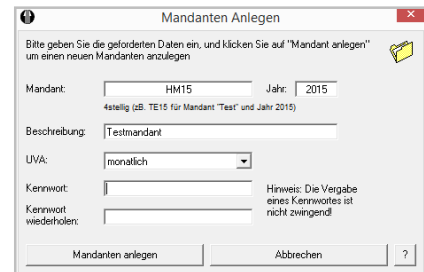 Mandanten Anlegen
Bitte geben Sie die geforderten Daten ein, und klicken Sie auf "Mandant anlegen"
um einen neuen Mandanten anzulegen
Mandant: HM15 Jahr: 2015
4stellig (zB. TE15 für Mandant "Test" und Jahr 2015)
Beschreibung: Testmandant
UVA: monatlich
Kennwort:
Kennwort
wiederholen:
Hinweis: Die Vergabe
eines Kennwortes ist
nicht zwingend!
Mandanten anlegen Abbrechen ?